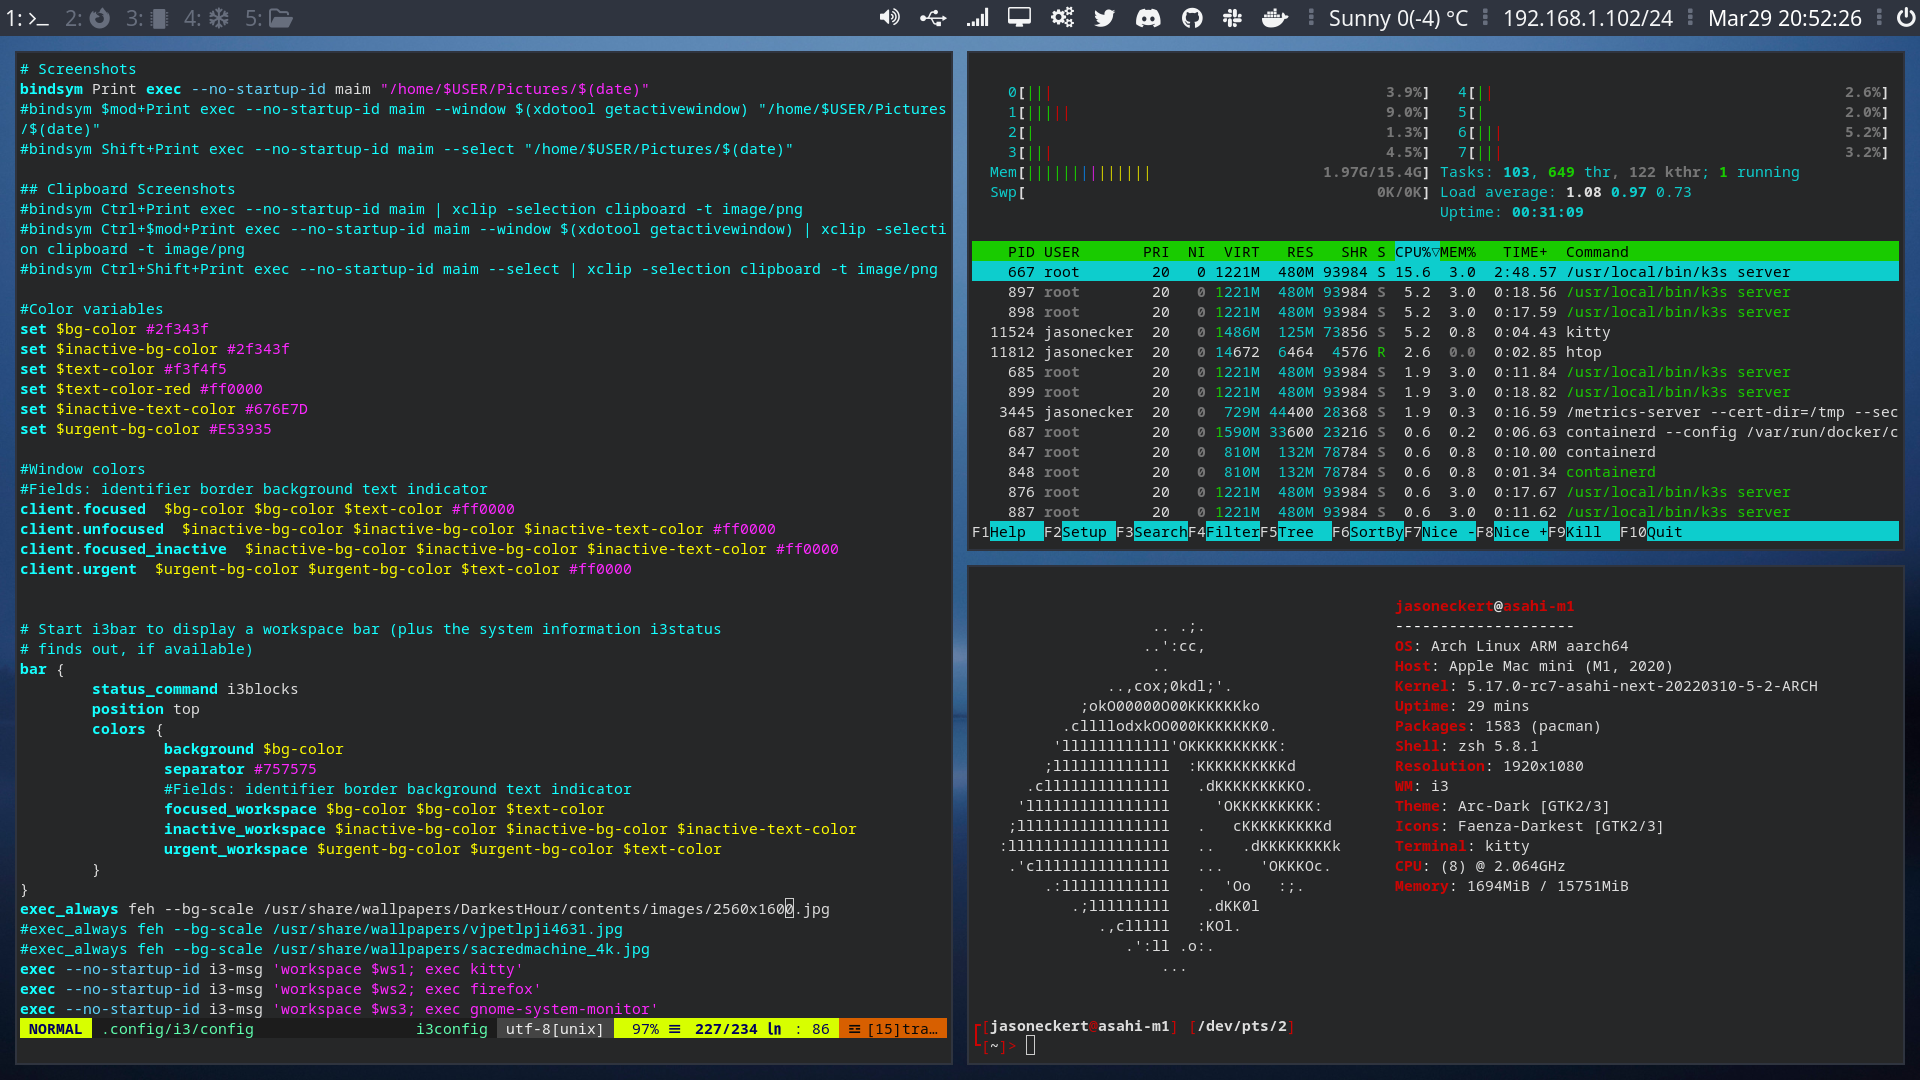 1: 2: 3: 4: 5: Sunny 0(-4) °C 192.168.1.102/24 Mar29 20:52:26
# Screenshots
bindsym Print exec --no-startup-id maim "/home/$USER/Pictures/$(date)"
#bindsym $mod+Print exec --no-startup-id maim --window $(xdotool getactivewindow) "/home/$USER/Pictures
/$(date)"
#bindsym Shift+Print exec --no-startup-id maim --select "/home/$USER/Pictures/$(date)"
## Clipboard Screenshots
#bindsym Ctrl+Print exec --no-startup-id maim | xclip -selection clipboard -t image/png
#bindsym Ctrl+$mod+Print exec --no-startup-id maim --window $(xdotool getactivewindow) | xclip -selecti
on clipboard -t image/png
#bindsym Ctrl+Shift+Print exec --no-startup-id maim --select | xclip -selection clipboard -t image/png
#Color variables
set $bg-color #2f343f
set $inactive-bg-color #2f343f
set $text-color #f3f4f5
set $text-color-red #ff0000
set $inactive-text-color #676E7D
set $urgent-bg-color #E53935
#Window colors
#Fields: identifier border background text indicator
client.focused $bg-color $bg-color $text-color #ff0000
client.unfocused $inactive-bg-color $inactive-bg-color $inactive-text-color #ff0000
client.focused_inactive $inactive-bg-color $inactive-bg-color $inactive-text-color #ff0000
client.urgent $urgent-bg-color $urgent-bg-color $text-color #ff0000
# Start i3bar to display a workspace bar (plus the system information i3status
# finds out, if available)
bar {
status_command i3blocks
position top
colors {
background $bg-color
separator #757575
#Fields: identifier border background text indicator
focused_workspace $bg-color $bg-color $text-color
inactive_workspace $inactive-bg-color $inactive-bg-color $inactive-text-color
urgent_workspace $urgent-bg-color $urgent-bg-color $text-color
}
}
exec_always feh --bg-scale /usr/share/wallpapers/DarkestHour/contents/images/2560x1600.jpg
#exec_always feh --bg-scale /usr/share/wallpapers/vjpetlpji4631.jpg
#exec_always feh --bg-scale /usr/share/wallpapers/sacredmachine_4k.jpg
exec --no-startup-id i3-msg 'workspace $ws1; exec kitty'
exec --no-startup-id i3-msg 'workspace $ws2; exec firefox'
exec --no-startup-id i3-msg 'workspace $ws3; exec gnome-system-monitor'
NORMAL .config/i3/config i3config utf-8[unix] 97% ≡ 227/234 ln : 86 [15]tra…
0[||| 3.9%] 4[|| 2.6%]
1[||||| 9.0%] 5[| 2.0%]
2[| 1.3%] 6[||| 5.2%]
3[||| 4.5%] 7[||| 3.2%]
Mem[|||||||||||||| 1.97G/15.4G] Tasks: 103, 649 thr, 122 kthr; 1 running
Swp[ 0K/0K] Load average: 1.08 0.97 0.73
Uptime: 00:31:09
PID USER PRI NI VIRT RES SHR S CPU%▽MEM% TIME+ Command
667 root 20 0 1221M 480M 93984 S 15.6 3.0 2:48.57 /usr/local/bin/k3s server
897 root 20 0 1221M 480M 93984 S 5.2 3.0 0:18.56 /usr/local/bin/k3s server
898 root 20 0 1221M 480M 93984 S 5.2 3.0 0:17.59 /usr/local/bin/k3s server
11524 jasonecker 20 0 1486M 125M 73856 S 5.2 0.8 0:04.43 kitty
11812 jasonecker 20 0 14672 6464 4576 R 2.6 0.0 0:02.85 htop
685 root 20 0 1221M 480M 93984 S 1.9 3.0 0:11.84 /usr/local/bin/k3s server
899 root 20 0 1221M 480M 93984 S 1.9 3.0 0:18.82 /usr/local/bin/k3s server
3445 jasonecker 20 0 729M 44400 28368 S 1.9 0.3 0:16.59 /metrics-server --cert-dir=/tmp --sec
687 root 20 0 1590M 33600 23216 S 0.6 0.2 0:06.63 containerd --config /var/run/docker/c
847 root 20 0 810M 132M 78784 S 0.6 0.8 0:10.00 containerd
848 root 20 0 810M 132M 78784 S 0.6 0.8 0:01.34 containerd
876 root 20 0 1221M 480M 93984 S 0.6 3.0 0:17.67 /usr/local/bin/k3s server
887 root 20 0 1221M 480M 93984 S 0.6 3.0 0:11.62 /usr/local/bin/k3s server
F1Help F2Setup F3SearchF4FilterF5Tree F6SortByF7Nice -F8Nice +F9Kill F10Quit
jasoneckert@asahi-m1
--------------------
OS: Arch Linux ARM aarch64
Host: Apple Mac mini (M1, 2020)
Kernel: 5.17.0-rc7-asahi-next-20220310-5-2-ARCH
Uptime: 29 mins
Packages: 1583 (pacman)
Shell: zsh 5.8.1
Resolution: 1920x1080
WM: i3
Theme: Arc-Dark [GTK2/3]
Icons: Faenza-Darkest [GTK2/3]
Terminal: kitty
CPU: (8) @ 2.064GHz
Memory: 1694MiB / 15751MiB
.. .;.
..':cc,
..
..,cox;0kdl;'.
;okO00000O00KKKKKKko
.cllllodxkOO000KKKKKKK0.
'lllllllllllll'OKKKKKKKKKK:
;lllllllllllll :KKKKKKKKKKd
.cllllllllllllll .dKKKKKKKKKO.
'llllllllllllllll 'OKKKKKKKKK:
;lllllllllllllllll . cKKKKKKKKKd
:llllllllllllllllll .. .dKKKKKKKKk
.'clllllllllllllll ... 'OKKKOc.
.:llllllllllll . 'Oo :;.
.;lllllllll .dKK0l
.,clllll :KOl.
.':ll .o:.
...
┌[jasoneckert@asahi-m1] [/dev/pts/2]
└[~]>